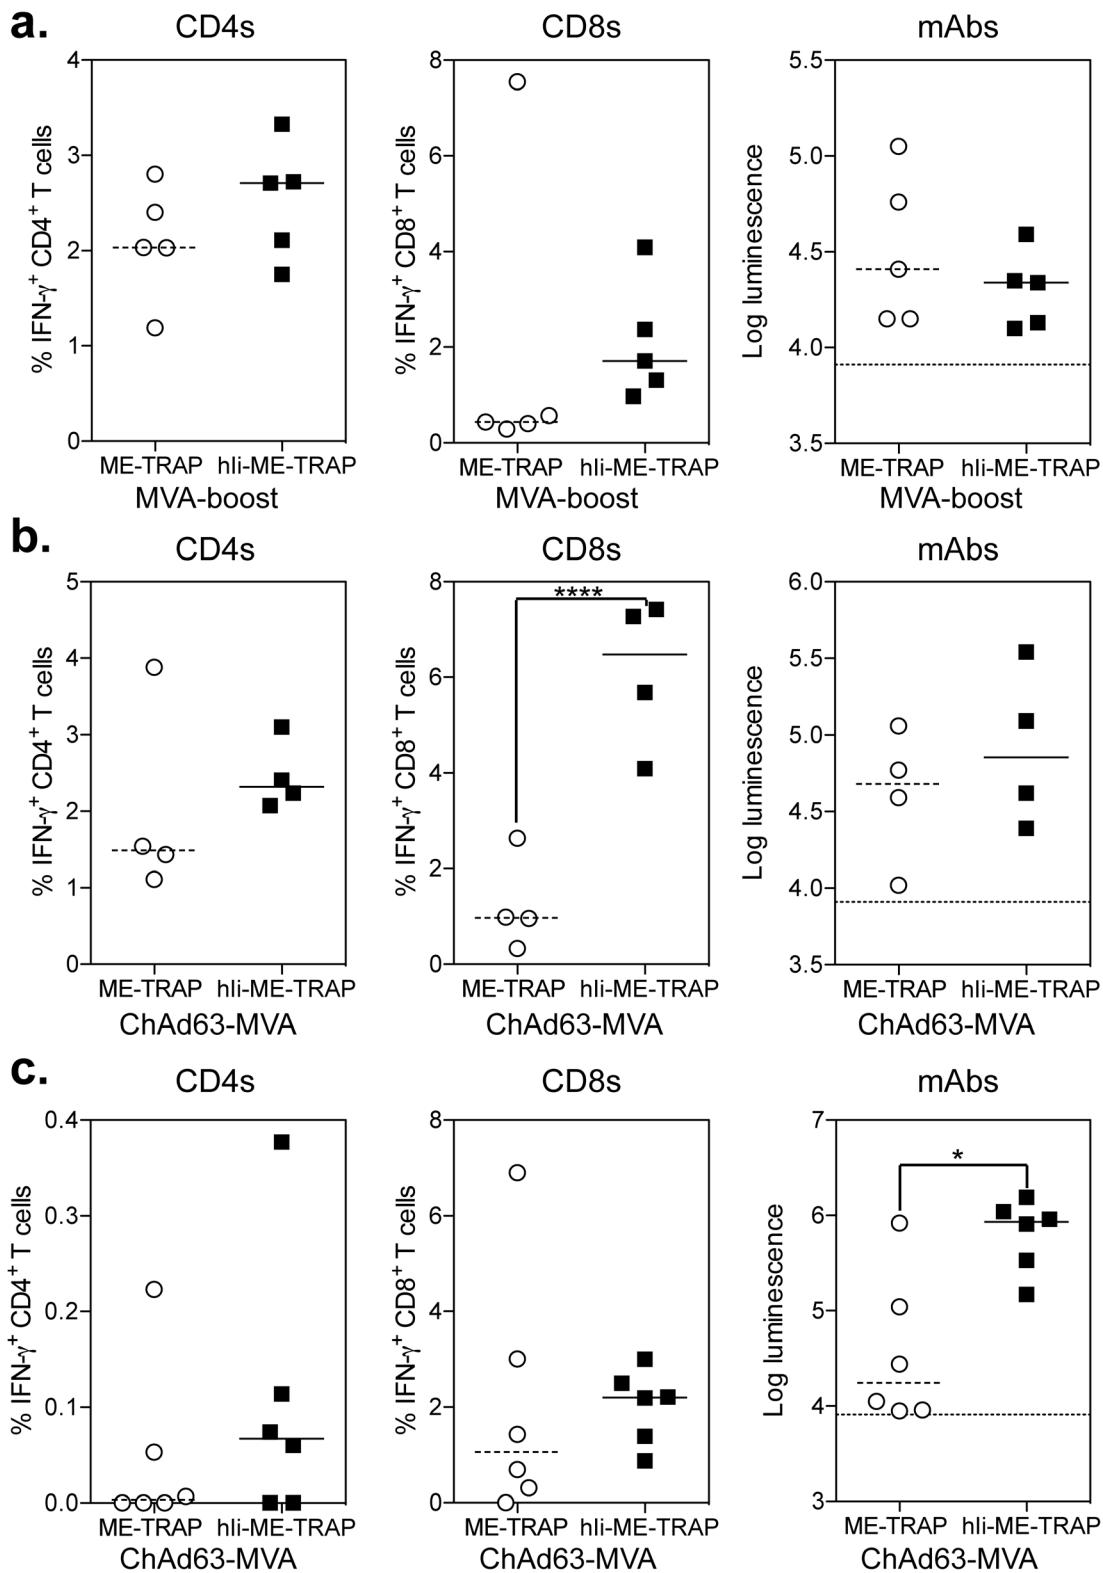 a.
CD4s
4
3
2
1
0
% IFN-γ⁺ CD4⁺ T cells
ME-TRAP hIi-ME-TRAP
MVA-boost
CD8s
8
6
4
2
0
% IFN-γ⁺ CD8⁺ T cells
ME-TRAP hIi-ME-TRAP
MVA-boost
mAbs
5.5
5.0
4.5
4.0
3.5
Log luminescence
ME-TRAP hIi-ME-TRAP
MVA-boost
b.
CD4s
5
4
3
2
1
0
% IFN-γ⁺ CD4⁺ T cells
ME-TRAP hIi-ME-TRAP
ChAd63-MVA
CD8s
8
6
4
2
0
% IFN-γ⁺ CD8⁺ T cells
****
ME-TRAP hIi-ME-TRAP
ChAd63-MVA
mAbs
6.0
5.5
5.0
4.5
4.0
3.5
Log luminescence
ME-TRAP hIi-ME-TRAP
ChAd63-MVA
c.
CD4s
0.4
0.3
0.2
0.1
0.0
% IFN-γ⁺ CD4⁺ T cells
ME-TRAP hIi-ME-TRAP
ChAd63-MVA
CD8s
8
6
4
2
0
% IFN-γ⁺ CD8⁺ T cells
ME-TRAP hIi-ME-TRAP
ChAd63-MVA
mAbs
7
6
5
4
3
Log luminescence
*
ME-TRAP hIi-ME-TRAP
ChAd63-MVA